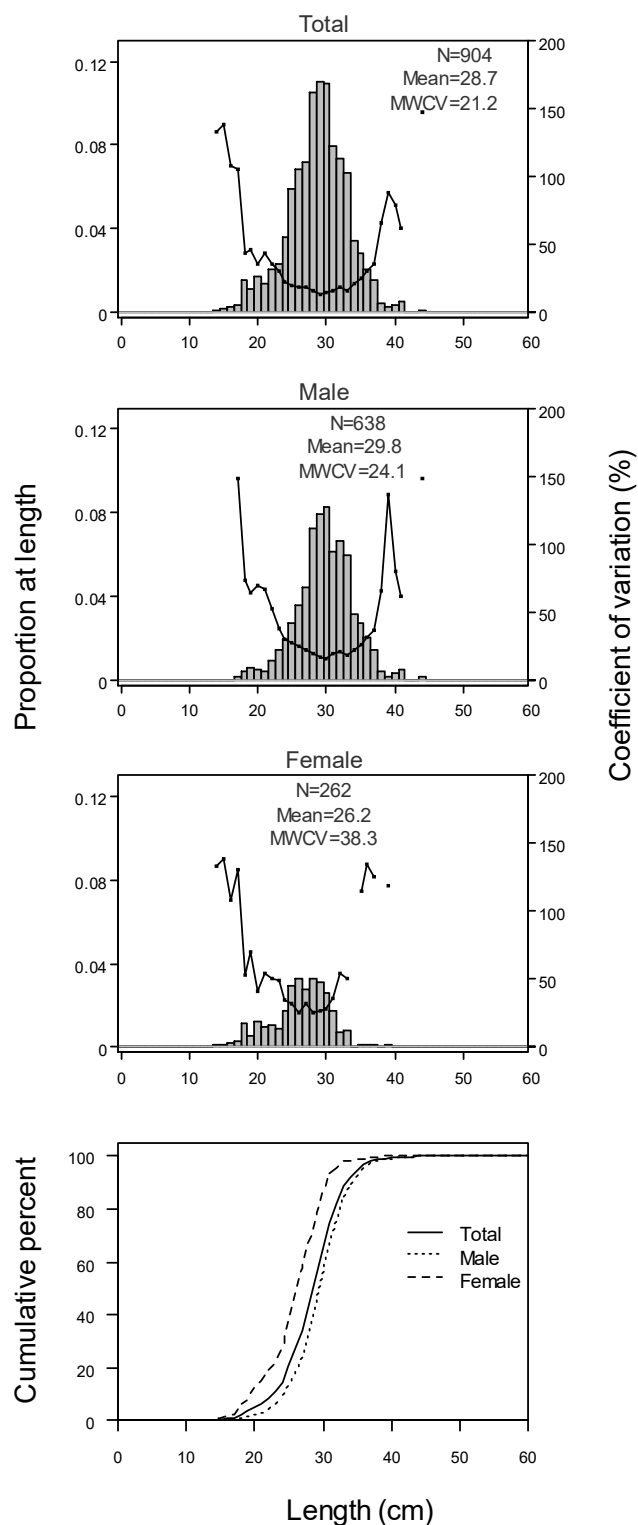 Total
N=904
Mean=28.7
MWCV=21.2
0.12
0.08
0.04
0
200
150
100
50
0
0 10 20 30 40 50 60
Male
N=638
Mean=29.8
MWCV=24.1
0.12
0.08
0.04
0
200
150
100
50
0
0 10 20 30 40 50 60
Proportion at length
Coefficient of variation (%)
Female
N=262
Mean=26.2
MWCV=38.3
0.12
0.08
0.04
0
200
150
100
50
0
0 10 20 30 40 50 60
Cumulative percent
100
80
60
40
20
0
Total
Male
Female
0 10 20 30 40 50 60
Length (cm)